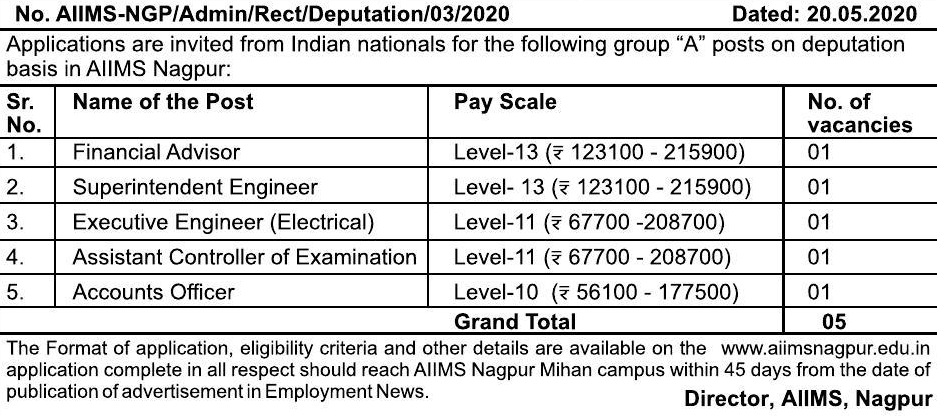 No. AIIMS-NGP/Admin/Rect/Deputation/03/2020 Dated: 20.05.2020
Applications are invited from Indian nationals for the following group “A” posts on deputation
basis in AIIMS Nagpur:
Sr. No. Name of the Post Pay Scale No. of vacancies
1. Financial Advisor Level-13 (₹ 123100 - 215900) 01
2. Superintendent Engineer Level- 13 (₹ 123100 - 215900) 01
3. Executive Engineer (Electrical) Level-11 (₹ 67700 -208700) 01
4. Assistant Controller of Examination Level-11 (₹ 67700 - 208700) 01
5. Accounts Officer Level-10 (₹ 56100 - 177500) 01
Grand Total 05
The Format of application, eligibility criteria and other details are available on the www.aiimsnagpur.edu.in
application complete in all respect should reach AIIMS Nagpur Mihan campus within 45 days from the date of
publication of advertisement in Employment News.
Director, AIIMS, Nagpur